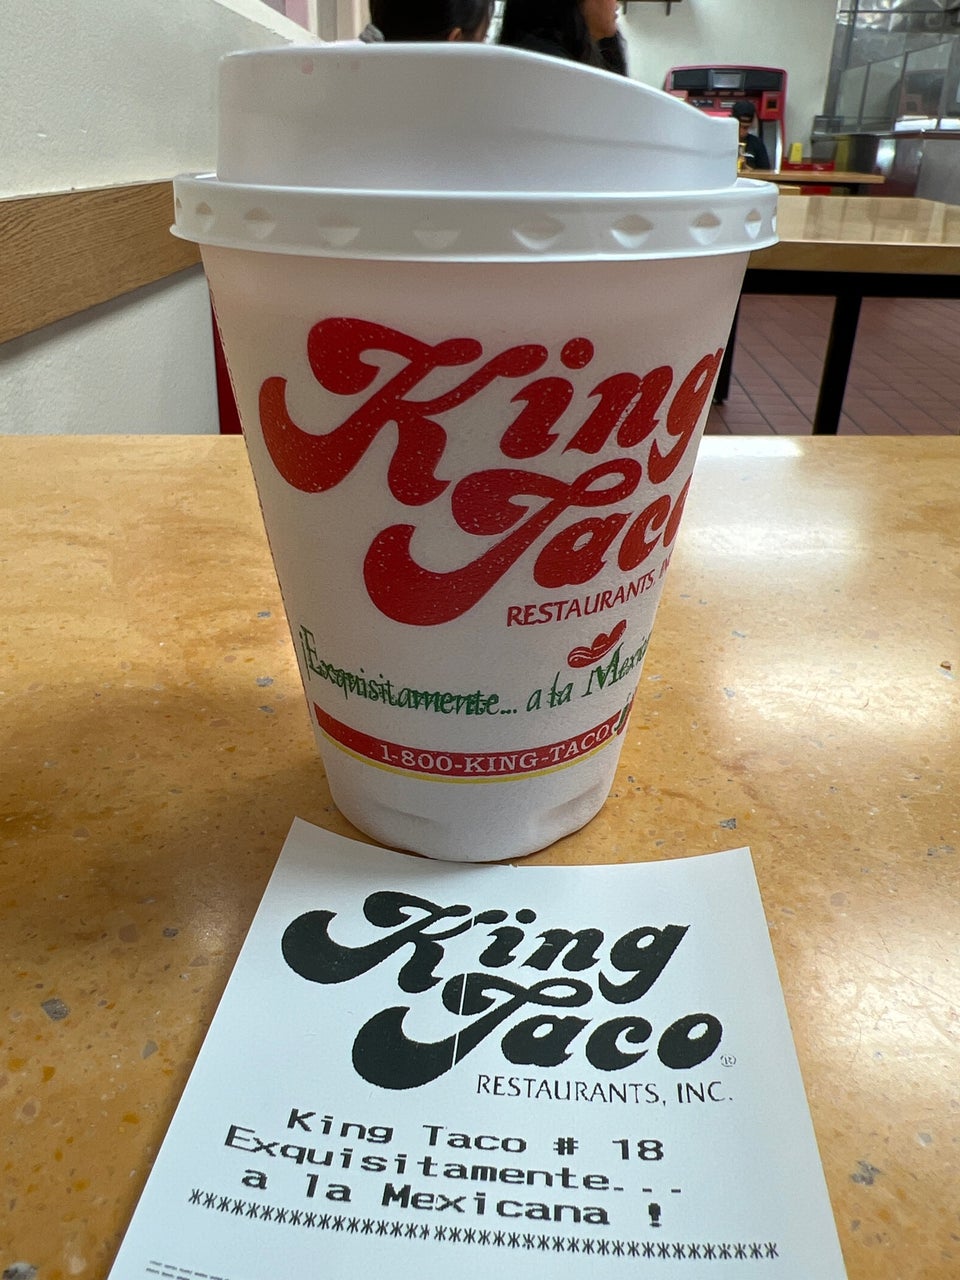 King
Taco
RESTAURANTS, IN
¡Exquisitamente... a la Mexic
1-800-KING-TACO
King
Taco®
RESTAURANTS, INC.
King Taco # 18
Exquisitamente...
a la Mexicana !
****************************************